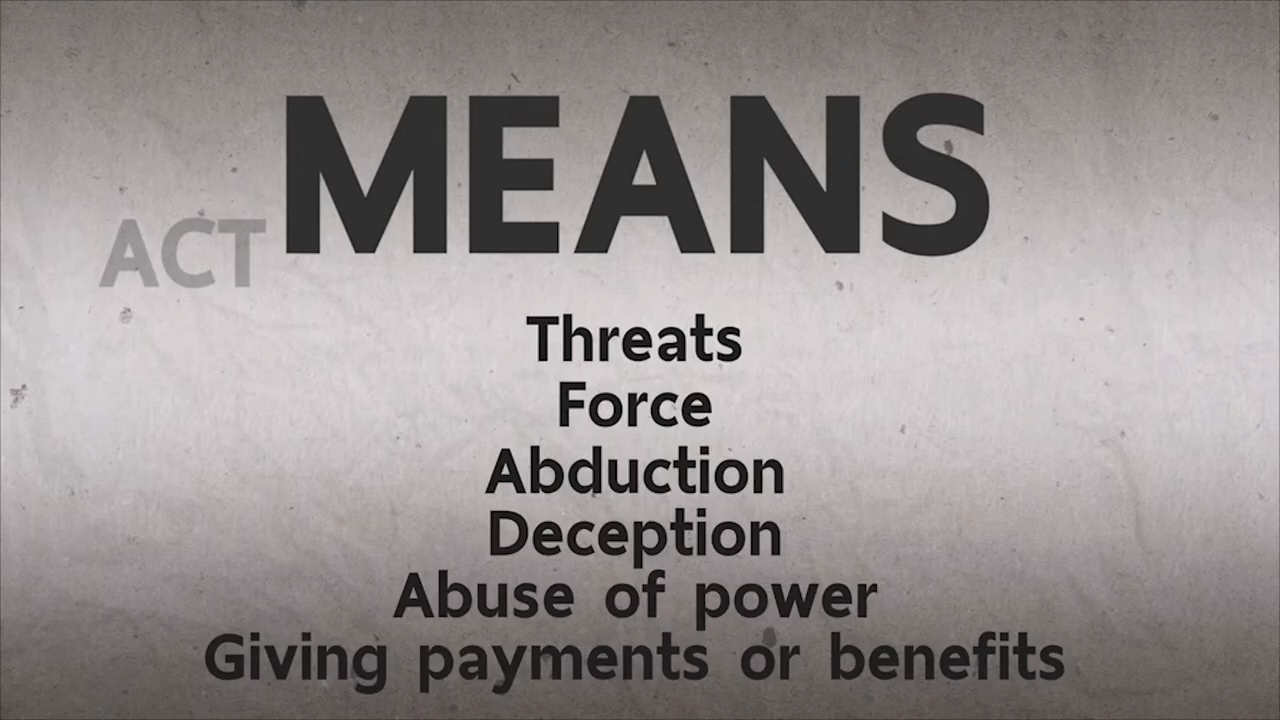 MEANS
ACT
Threats
Force
Abduction
Deception
Abuse of power
Giving payments or benefits